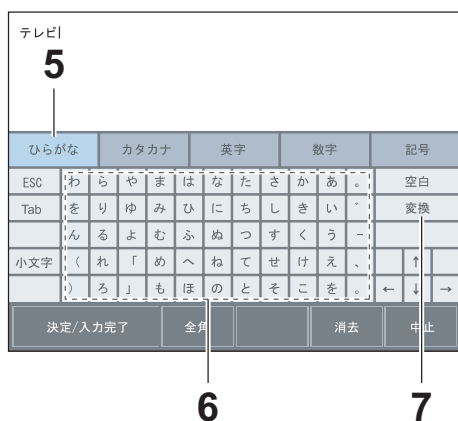 テレビ
5
ひらがな カタカナ 英字 数字 記号
ESC わ ら や ま は な た さ か あ 。 空白
Tab を り ゆ み ひ に ち し き い ゛ 変換
ん る よ む ふ ぬ つ す く う -
小文字 ( れ 「 め へ ね て せ け え 、 ↑
) ろ 」 も ほ の と そ こ を 。 ← ↓ →
決定/入力完了 全角 消去 中止
6 7